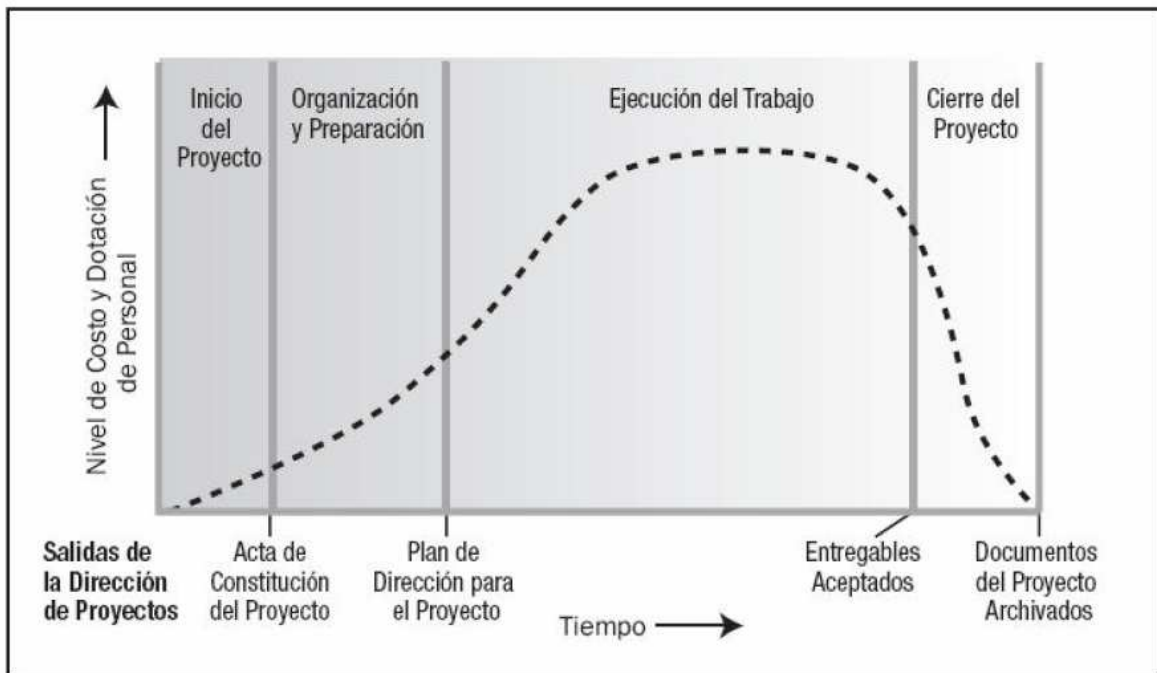 Inicio
del
Proyecto
Organización
y Preparación
Ejecución del Trabajo
Cierre del
Proyecto
Nivel de Costo y Dotación
de Personal
Salidas de
la Dirección
de Proyectos
Acta de
Constitución
del Proyecto
Plan de
Dirección para
el Proyecto
Entregables
Aceptados
Documentos
del Proyecto
Archivados
Tiempo